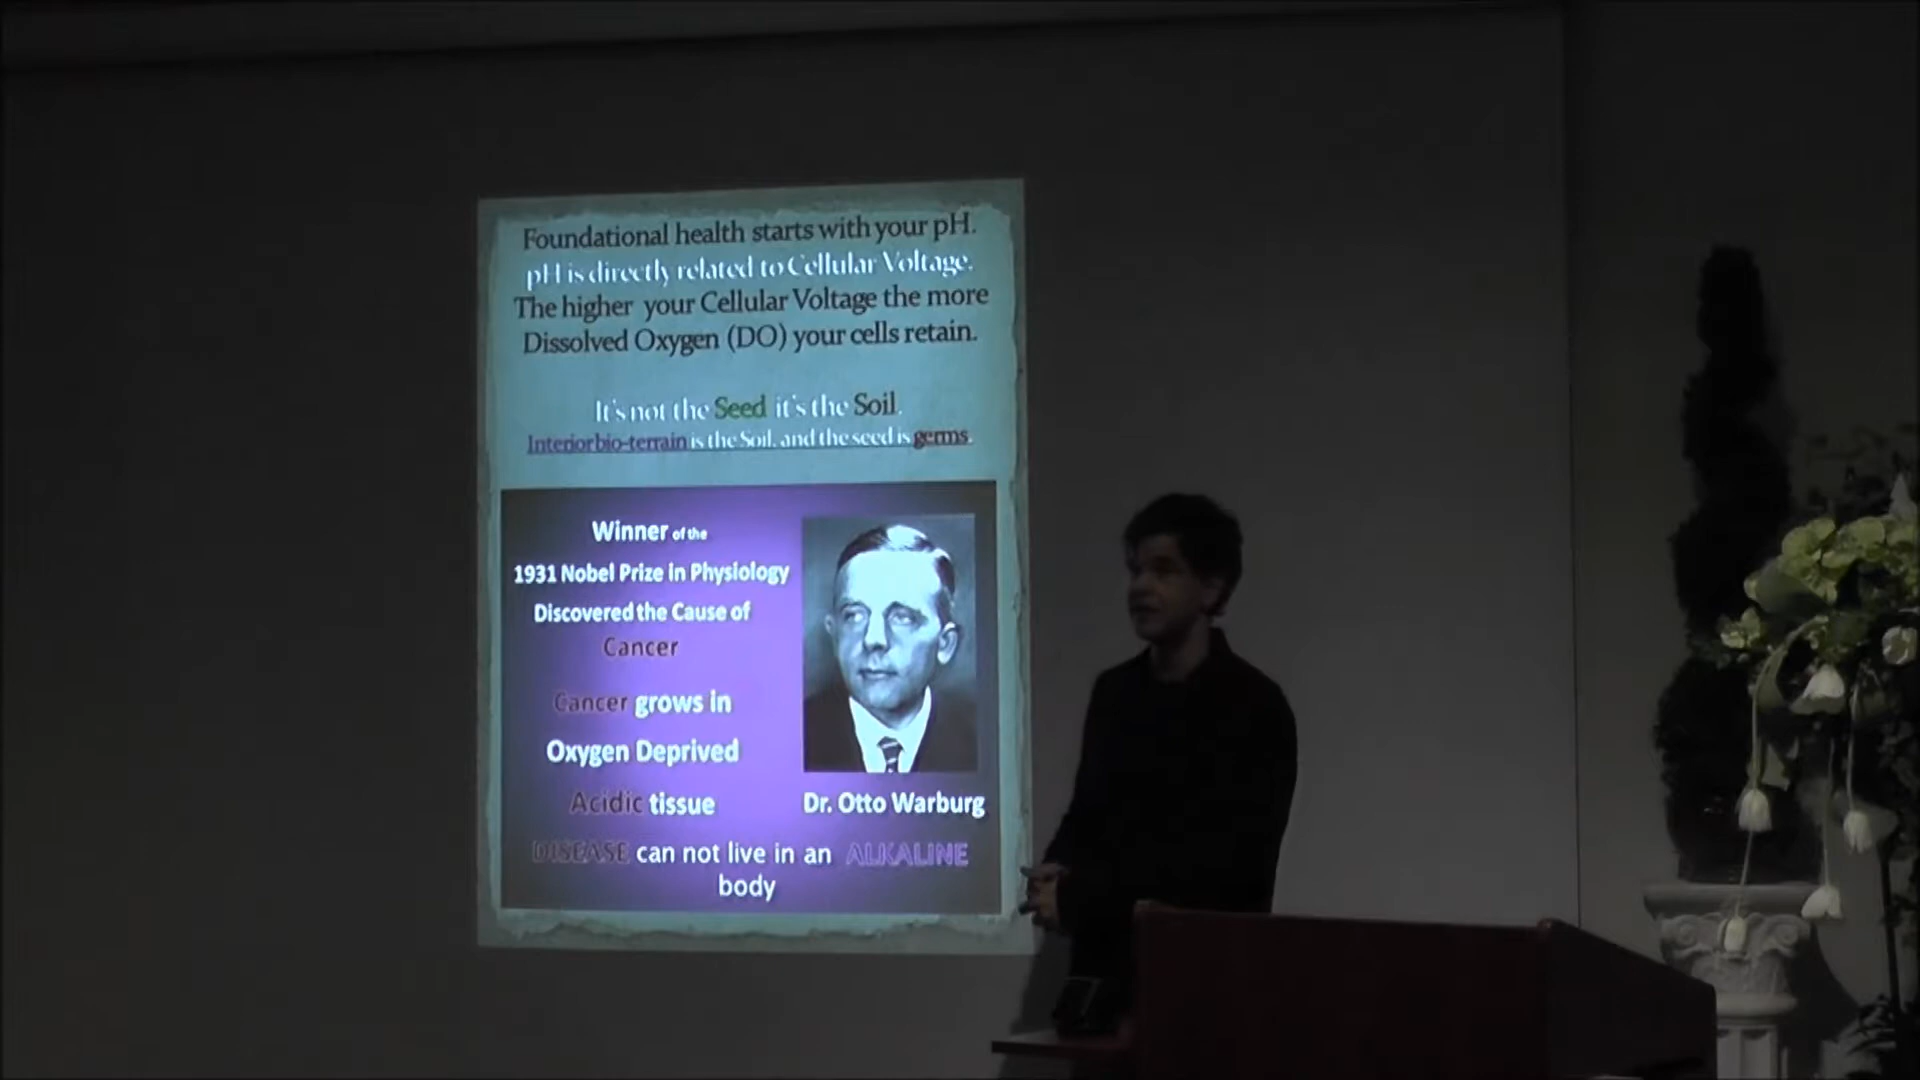 Foundational health starts with your pH.
pH is directly related to Cellular Voltage.
The higher your Cellular Voltage the more
Dissolved Oxygen (DO) your cells retain.
It's not the Seed it's the Soil.
Interior bio-terrain is the Soil, and the seed is germs.
Winner of the
1931 Nobel Prize in Physiology
Discovered the Cause of
Cancer
Cancer grows in
Oxygen Deprived
Acidic tissue
Dr. Otto Warburg
DISEASE can not live in an ALKALINE
body